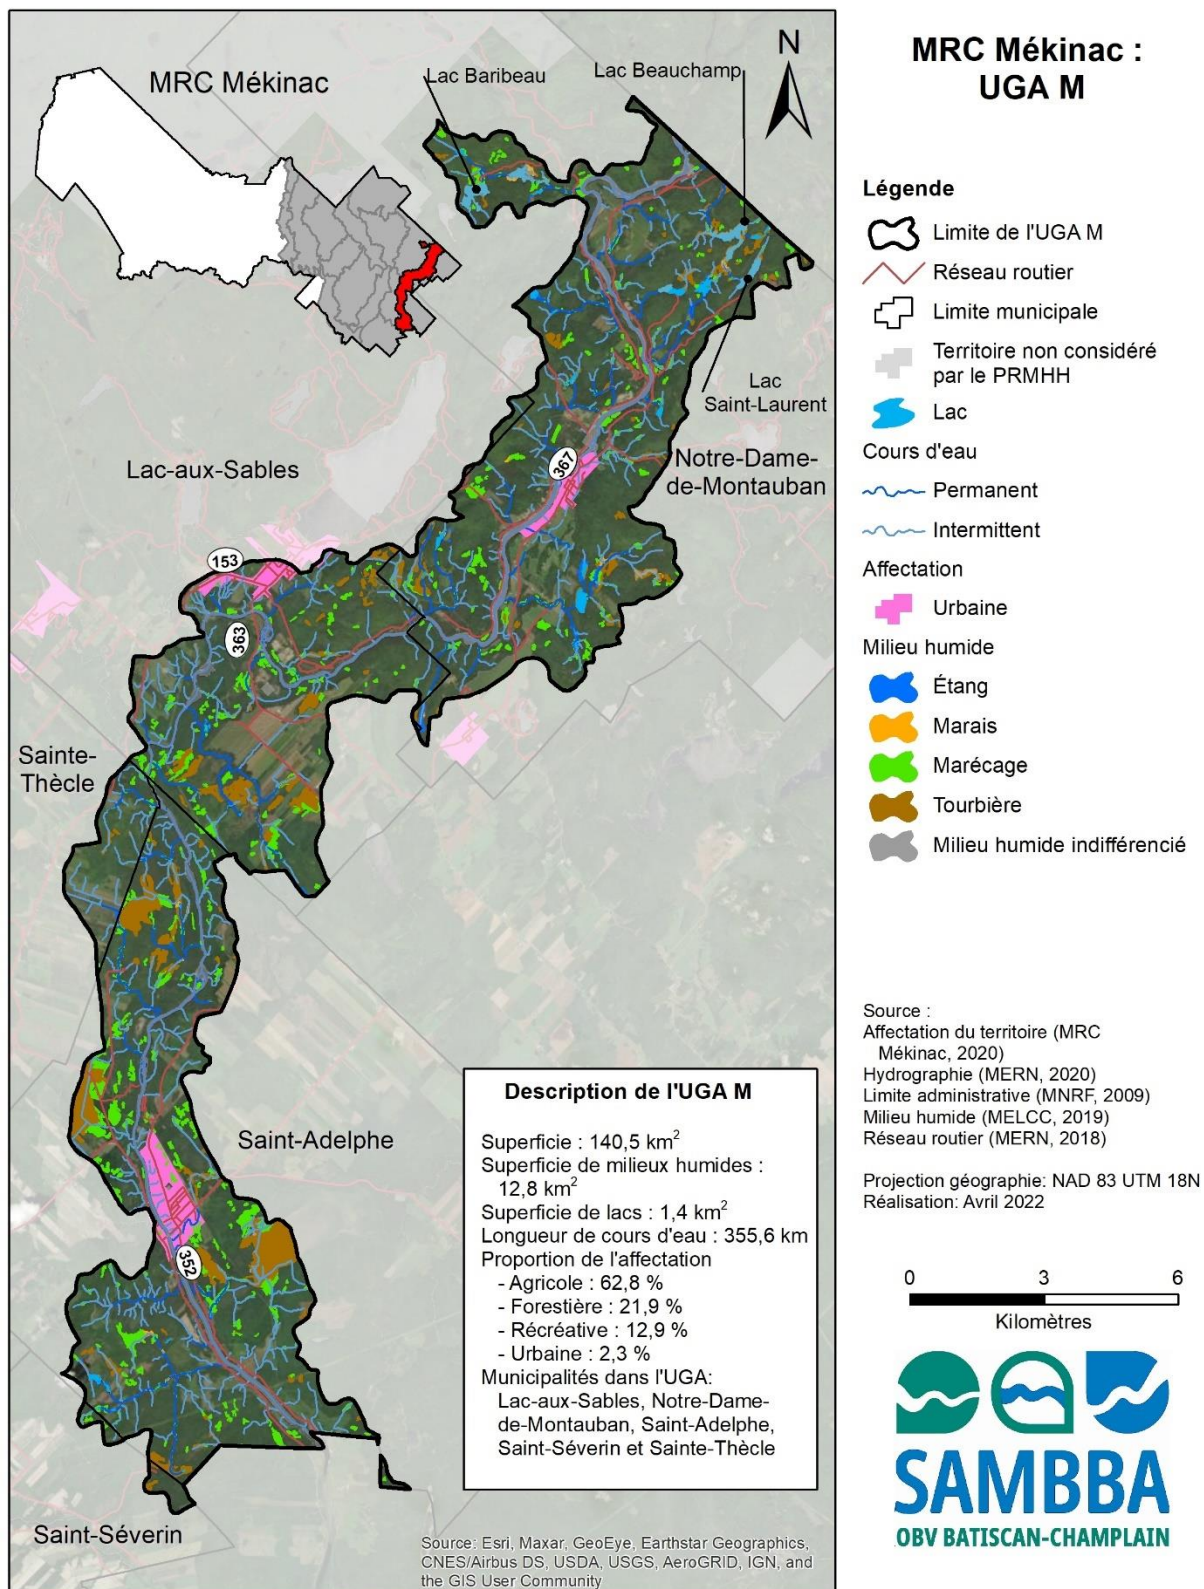 MRC Mékinac :
UGA M
N
MRC Mékinac
Lac Baribeau
Lac Beauchamp
Lac
Saint-Laurent
Lac-aux-Sables
Notre-Dame-
de-Montauban
367
153
363
Sainte-
Thècle
Saint-Adelphe
352
Saint-Séverin
Légende
Limite de l'UGA M
Réseau routier
Limite municipale
Territoire non considéré
par le PRMHH
Lac
Cours d'eau
Permanent
Intermittent
Affectation
Urbaine
Milieu humide
Étang
Marais
Marécage
Tourbière
Milieu humide indifférencié
Description de l'UGA M
Superficie : 140,5 km²
Superficie de milieux humides :
12,8 km²
Superficie de lacs : 1,4 km²
Longueur de cours d'eau : 355,6 km
Proportion de l'affectation
- Agricole : 62,8 %
- Forestière : 21,9 %
- Récréative : 12,9 %
- Urbaine : 2,3 %
Municipalités dans l'UGA:
Lac-aux-Sables, Notre-Dame-
de-Montauban, Saint-Adelphe,
Saint-Séverin et Sainte-Thècle
Source: Esri, Maxar, GeoEye, Earthstar Geographics,
CNES/Airbus DS, USDA, USGS, AeroGRID, IGN, and
the GIS User Community
Source :
Affectation du territoire (MRC
Mékinac, 2020)
Hydrographie (MERN, 2020)
Limite administrative (MNRF, 2009)
Milieu humide (MELCC, 2019)
Réseau routier (MERN, 2018)
Projection géographie: NAD 83 UTM 18N
Réalisation: Avril 2022
0 3 6
Kilomètres
SAMBBA
OBV BATISCAN-CHAMPLAIN